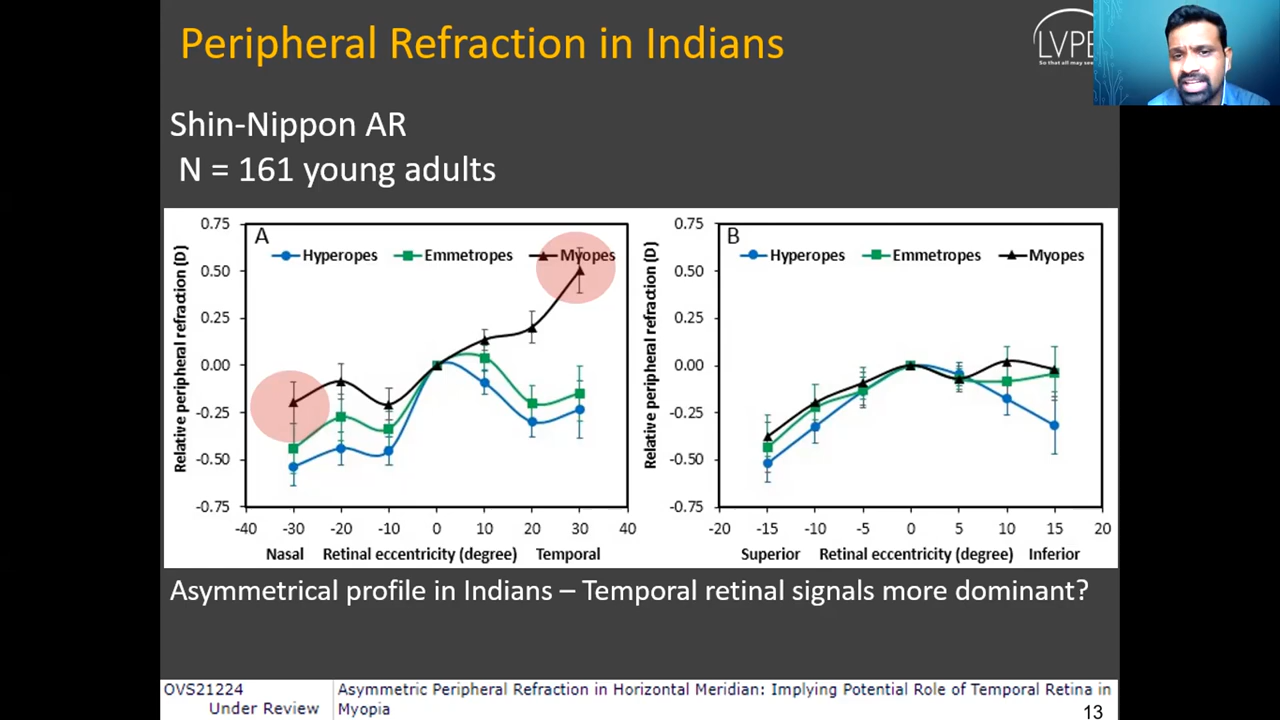 Peripheral Refraction in Indians
LVPE
So that all may see
Shin-Nippon AR
N = 161 young adults
A
Hyperopes
Emmetropes
Myopes
Relative peripheral refraction (D)
0.75
0.50
0.25
0.00
-0.25
-0.50
-0.75
-40 -30 -20 -10 0 10 20 30 40
Nasal Retinal eccentricity (degree) Temporal
B
Hyperopes
Emmetropes
Myopes
Relative peripheral refraction (D)
0.75
0.50
0.25
0.00
-0.25
-0.50
-0.75
-20 -15 -10 -5 0 5 10 15 20
Superior Retinal eccentricity (degree) Inferior
Asymmetrical profile in Indians – Temporal retinal signals more dominant?
OVS21224
Under Review
Asymmetric Peripheral Refraction in Horizontal Meridian: Implying Potential Role of Temporal Retina in
Myopia
13